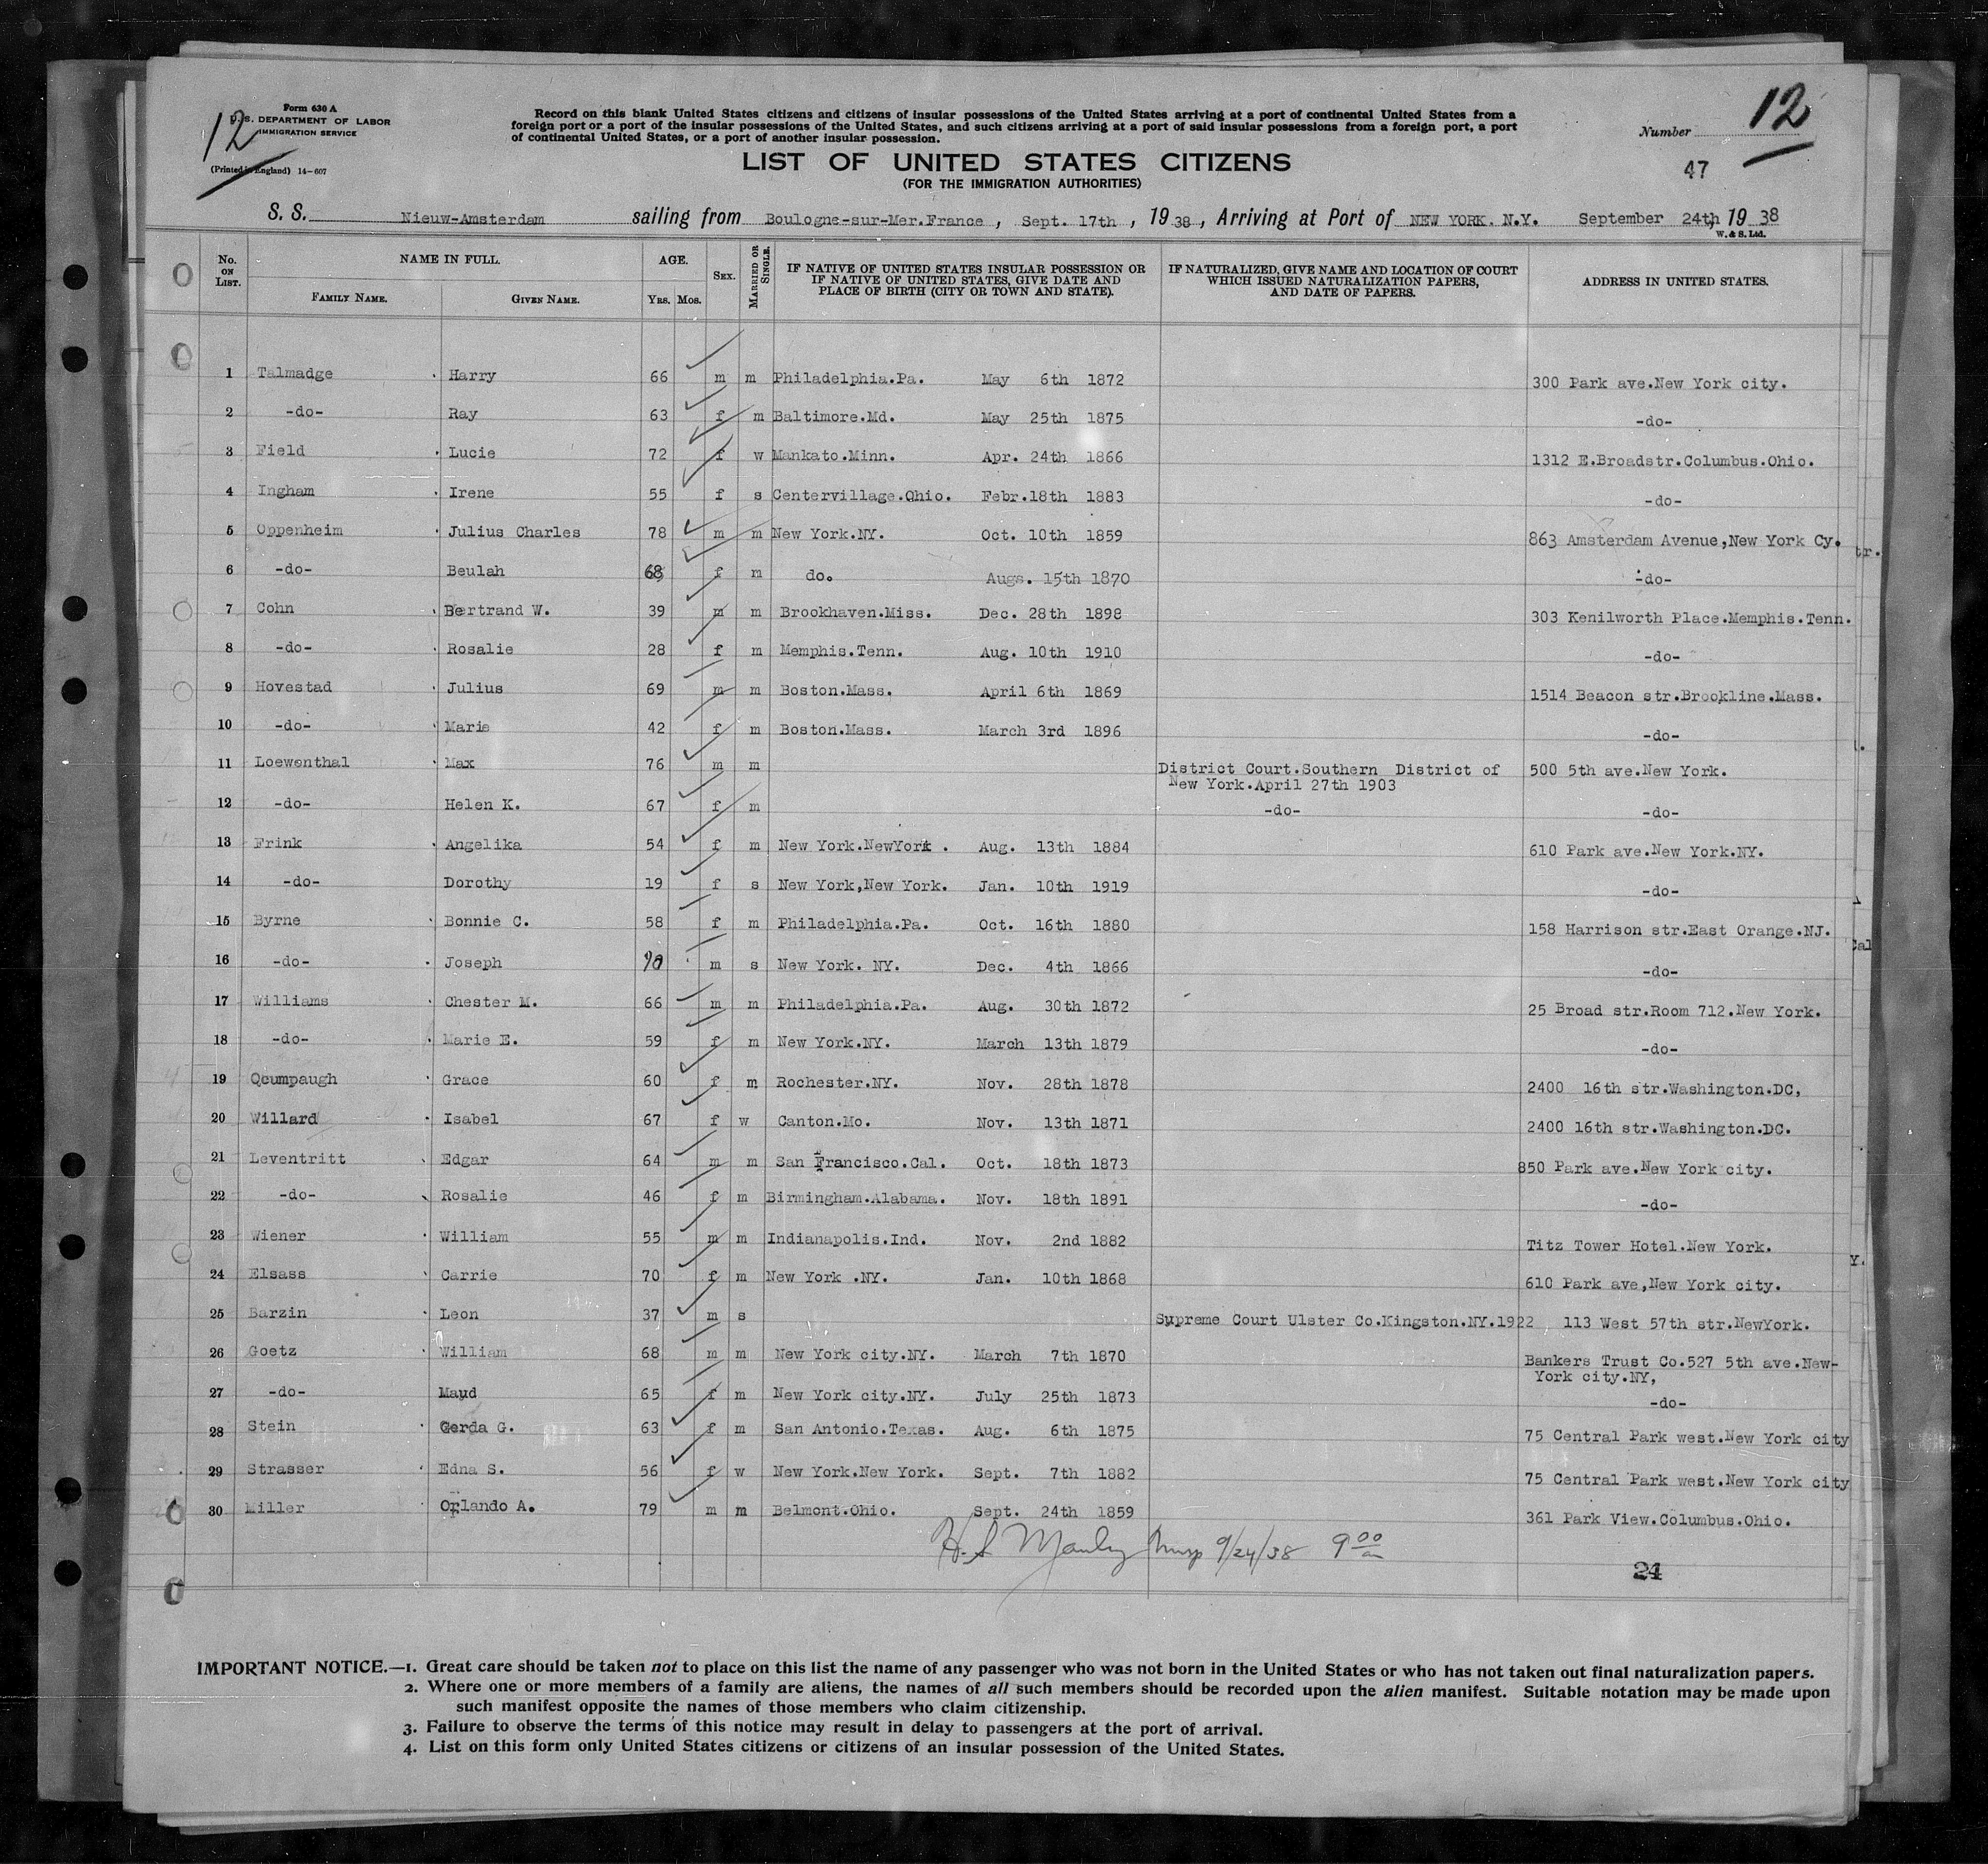 12
Form 630 A
U.S. DEPARTMENT OF LABOR
IMMIGRATION SERVICE
(Printed in England) 14-607
Record on this blank United States citizens and citizens of insular possessions of the United States arriving at a port of continental United States from a
foreign port or a port of the insular possessions of the United States, and such citizens arriving at a port of said insular possessions from a foreign port, a port
of continental United States, or a port of another insular possession.
Number 12
47
LIST OF UNITED STATES CITIZENS
(FOR THE IMMIGRATION AUTHORITIES)
S. S. Nieuw-Amsterdam sailing from Boulogne-sur-Mer.France, Sept. 17th, 19 38, Arriving at Port of NEW YORK. N.Y. September 24th, 19 38
W. & S. Ltd.
No. ON LIST. NAME IN FULL. FAMILY NAME. GIVEN NAME. AGE. YRS. MOS. SEX. MARRIED OR SINGLE. IF NATIVE OF UNITED STATES INSULAR POSSESSION OR IF NATIVE OF UNITED STATES, GIVE DATE AND PLACE OF BIRTH (CITY OR TOWN AND STATE). IF NATURALIZED, GIVE NAME AND LOCATION OF COURT WHICH ISSUED NATURALIZATION PAPERS, AND DATE OF PAPERS. ADDRESS IN UNITED STATES.
1 Talmadge Harry 66 m m Philadelphia.Pa. May 6th 1872 300 Park ave.New York city.
2 -do- Ray 63 f m Baltimore.Md. May 25th 1875 -do-
3 Field Lucie 72 f w Mankato.Minn. Apr. 24th 1866 1312 E.Broadstr.Columbus.Ohio.
4 Ingham Irene 55 f s Centervillage.Ohio. Febr.18th 1883 -do-
5 Oppenheim Julius Charles 78 m m New York.NY. Oct. 10th 1859 863 Amsterdam Avenue,New York Cy.
6 -do- Beulah 68 f m do. Augs. 15th 1870 -do-
7 Cohn Bertrand W. 39 m m Brookhaven.Miss. Dec. 28th 1898 303 Kenilworth Place.Memphis.Tenn.
8 -do- Rosalie 28 f m Memphis.Tenn. Aug. 10th 1910 -do-
9 Hovestad Julius 69 m m Boston.Mass. April 6th 1869 1514 Beacon str.Brookline.Mass.
10 -do- Marie 42 f m Boston.Mass. March 3rd 1896 -do-
11 Loewenthal Max 76 m m District Court.Southern District of New York.April 27th 1903 500 5th ave.New York.
12 -do- Helen K. 67 f m -do- -do-
13 Frink Angelika 54 f m New York.NewYork . Aug. 13th 1884 610 Park ave.New York.NY.
14 -do- Dorothy 19 f s New York,New York. Jan. 10th 1919 -do-
15 Byrne Bonnie C. 58 f m Philadelphia.Pa. Oct. 16th 1880 158 Harrison str.East Orange.NJ.
16 -do- Joseph m s New York. NY. Dec. 4th 1866 -do-
17 Williams Chester M. 66 m m Philadelphia.Pa. Aug. 30th 1872 25 Broad str.Room 712.New York.
18 -do- Marie E. 59 f m New York.NY. March 13th 1879 -do-
19 Qcumpaugh Grace 60 f m Rochester.NY. Nov. 28th 1878 2400 16th str.Washington.DC,
20 Willard Isabel 67 f w Canton.Mo. Nov. 13th 1871 2400 16th str.Washington.DC.
21 Leventritt Edgar 64 m m San Francisco.Cal. Oct. 18th 1873 850 Park ave.New York city.
22 -do- Rosalie 46 f m Birmingham.Alabama. Nov. 18th 1891 -do-
23 Wiener William 55 m m Indianapolis.Ind. Nov. 2nd 1882 Titz Tower Hotel.New York.
24 Elsass Carrie 70 f m New York .NY. Jan. 10th 1868 610 Park ave,New York city.
25 Barzin Leon 37 m s Supreme Court Ulster Co.Kingston.NY.1922 113 West 57th str.NewYork.
26 Goetz William 68 m m New York city.NY. March 7th 1870 Bankers Trust Co.527 5th ave.New-York city.NY,
27 -do- Maud 65 f m New York city.NY. July 25th 1873 -do-
28 Stein Gerda G. 63 f m San Antonio.Texas. Aug. 6th 1875 75 Central Park west.New York city
29 Strasser Edna S. 56 f w New York.New York. Sept. 7th 1882 75 Central Park west.New York city
30 Miller Orlando A. 79 m m Belmont.Ohio. Sept. 24th 1859 361 Park View.Columbus.Ohio.
H. S 9/24/38 9 00 am
21
IMPORTANT NOTICE.—1. Great care should be taken not to place on this list the name of any passenger who was not born in the United States or who has not taken out final naturalization papers.
2. Where one or more members of a family are aliens, the names of all such members should be recorded upon the alien manifest. Suitable notation may be made upon
such manifest opposite the names of those members who claim citizenship.
3. Failure to observe the terms of this notice may result in delay to passengers at the port of arrival.
4. List on this form only United States citizens or citizens of an insular possession of the United States.